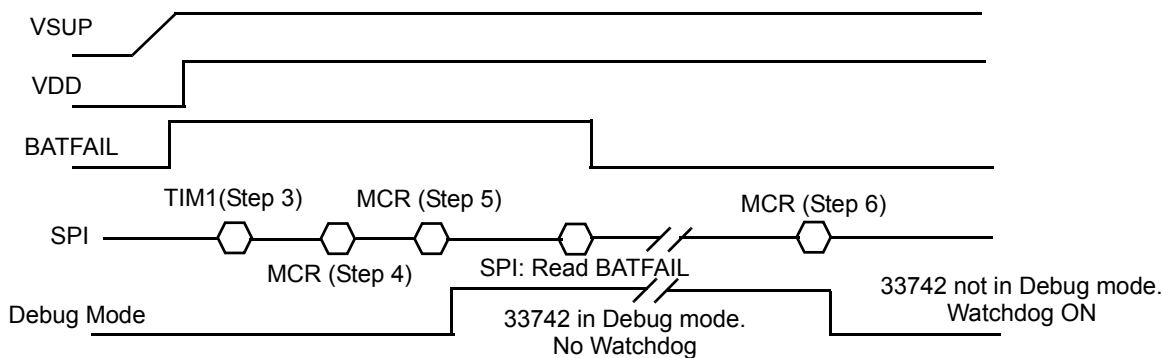 VSUP
VDD
BATFAIL
TIM1(Step 3)
MCR (Step 5)
MCR (Step 6)
SPI
MCR (Step 4)
SPI: Read BATFAIL
Debug Mode
33742 in Debug mode.
No Watchdog
33742 not in Debug mode.
Watchdog ON